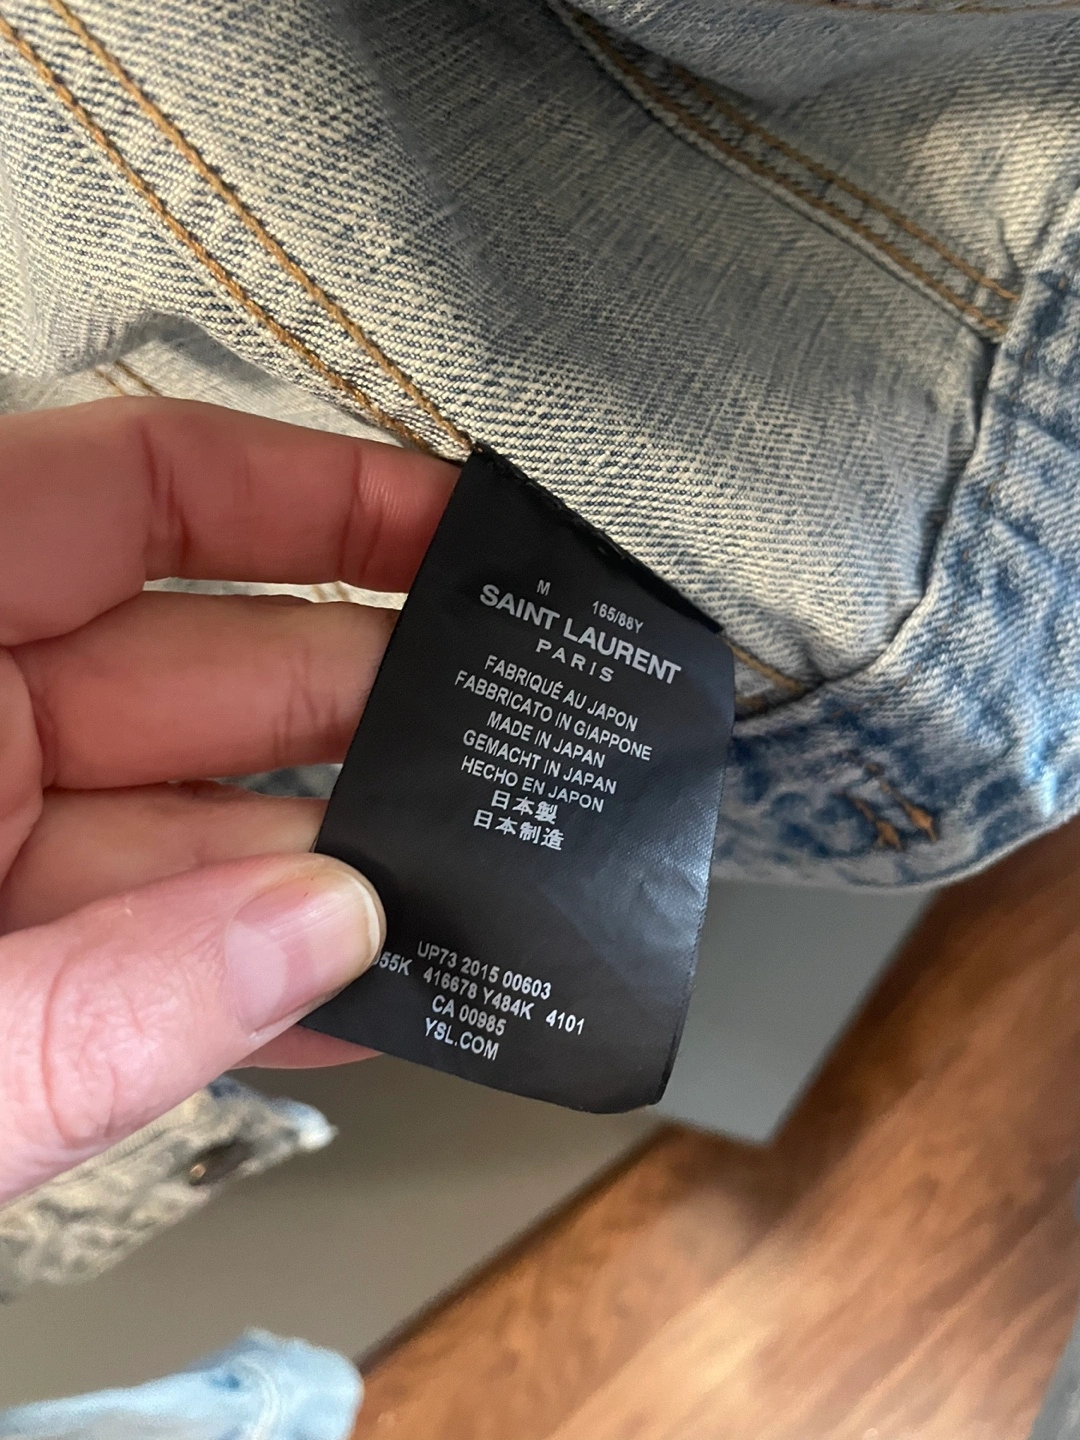 M 165/88Y
SAINT LAURENT
PARIS
FABRIQUÉ AU JAPON
FABBRICATO IN GIAPPONE
MADE IN JAPAN
GEMACHT IN JAPAN
HECHO EN JAPON
日本製
日本制造
UP73 2015 00603
416678 Y484K 4101
CA 00985
YSL.COM